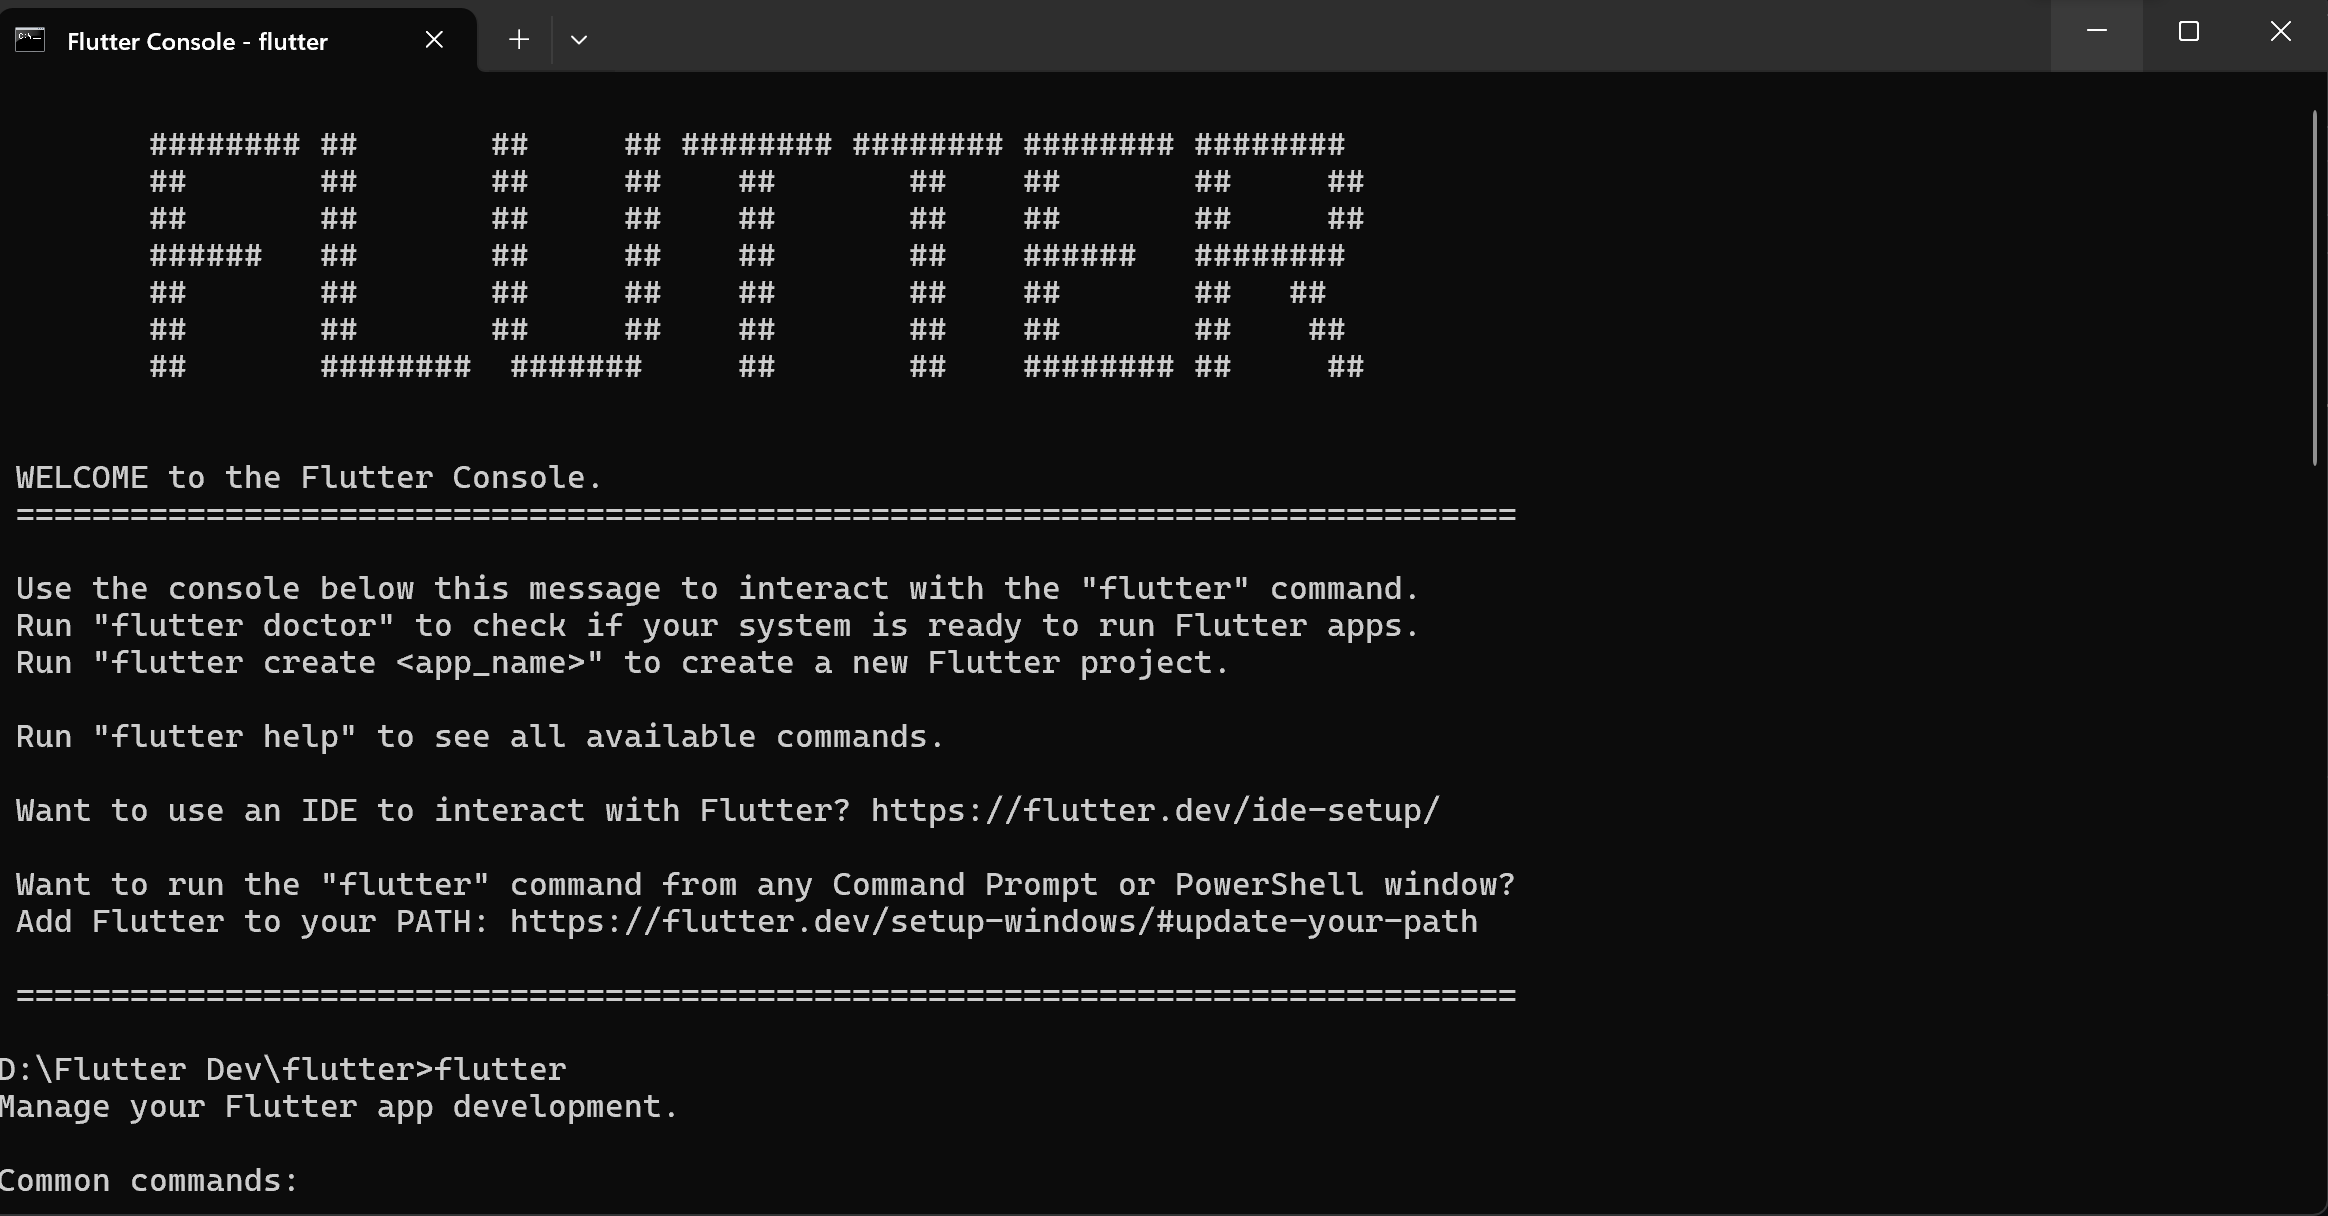 Flutter Console - flutter
######## ##       ##     ## ######## ######## ######## ########
##       ##       ##     ##    ##       ##    ##       ##     ##
##       ##       ##     ##    ##       ##    ##       ##     ##
######   ##       ##     ##    ##       ##    ######   ########
##       ##       ##     ##    ##       ##    ##       ##   ##
##       ##       ##     ##    ##       ##    ##       ##    ##
##       ########  #######     ##       ##    ######## ##     ##
WELCOME to the Flutter Console.
===============================================================================
Use the console below this message to interact with the "flutter" command.
Run "flutter doctor" to check if your system is ready to run Flutter apps.
Run "flutter create <app_name>" to create a new Flutter project.
Run "flutter help" to see all available commands.
Want to use an IDE to interact with Flutter? https://flutter.dev/ide-setup/
Want to run the "flutter" command from any Command Prompt or PowerShell window?
Add Flutter to your PATH: https://flutter.dev/setup-windows/#update-your-path
===============================================================================
D:\Flutter Dev\flutter>flutter
Manage your Flutter app development.
Common commands: